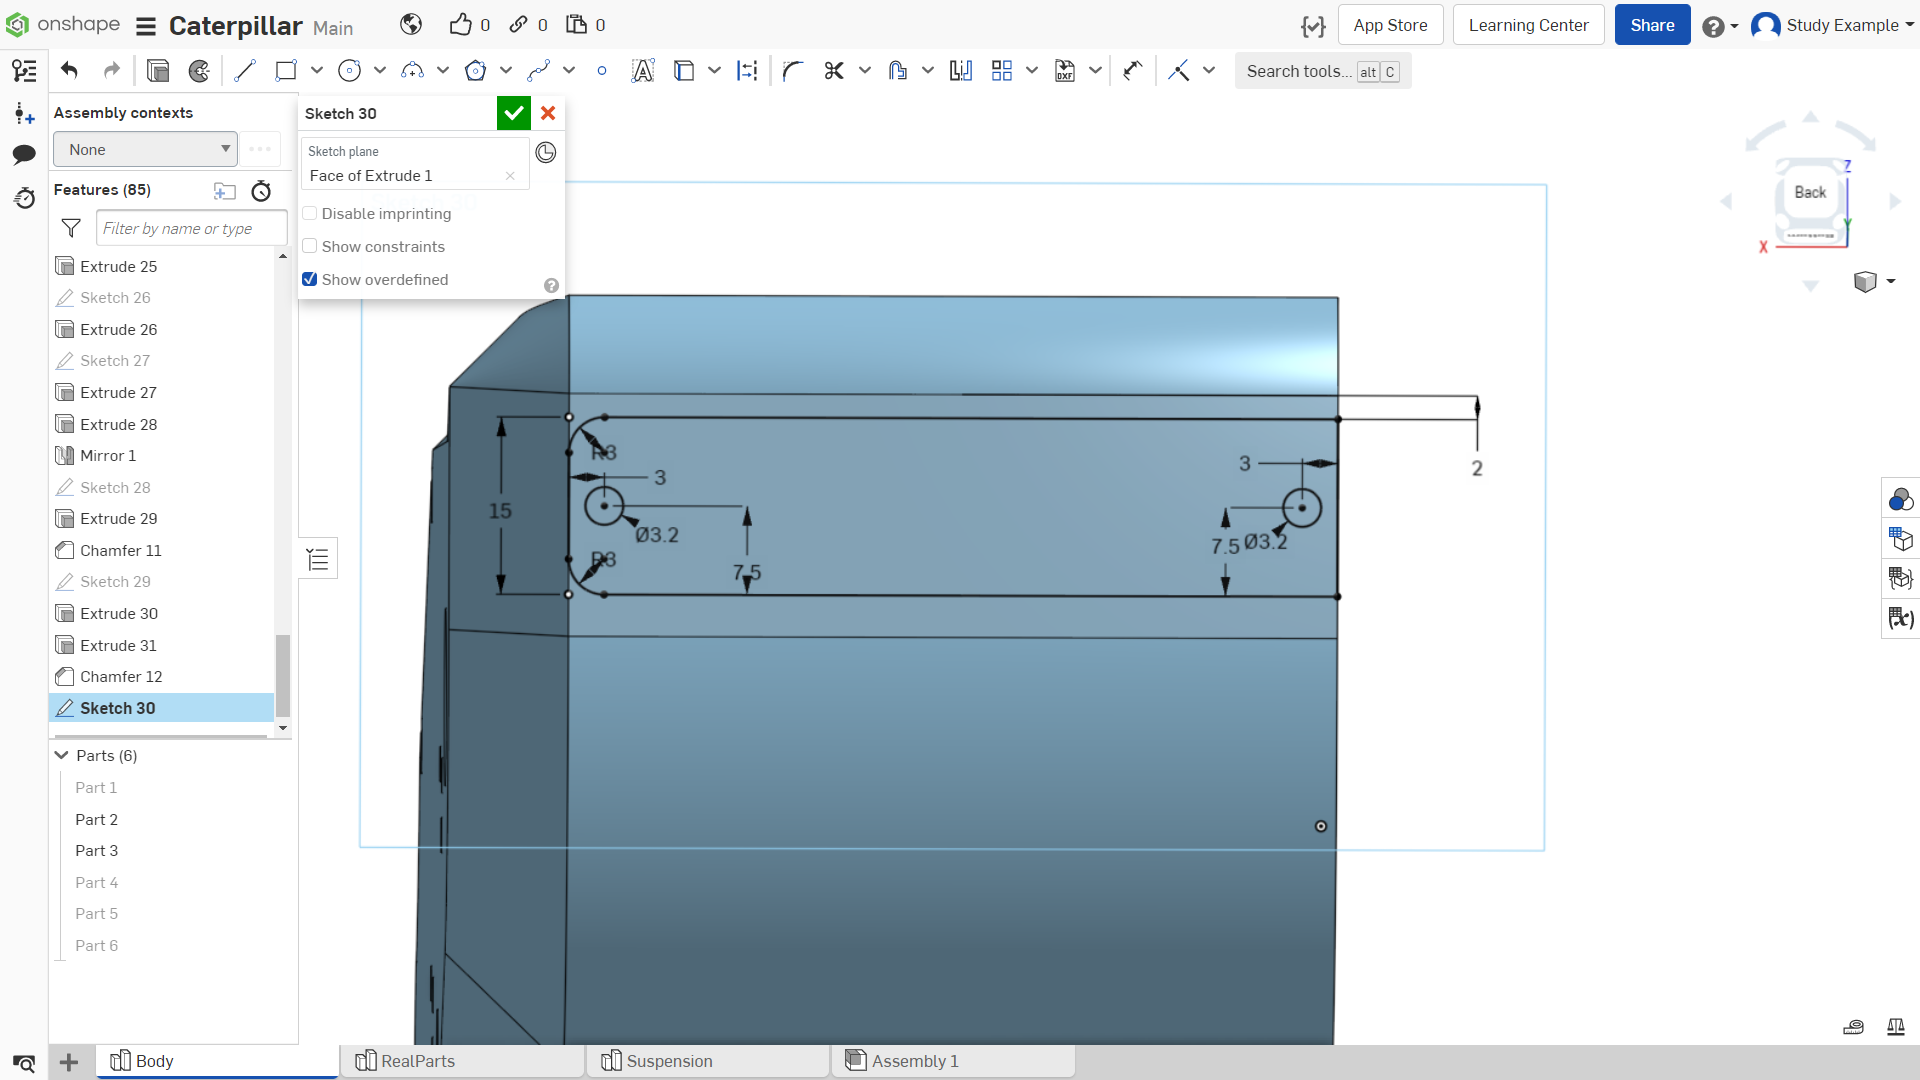 onshape
Caterpillar Main
0
0
0
App Store
Learning Center
Share
Study Example
Search tools... alt C
Assembly contexts
None
Features (85)
Filter by name or type
Extrude 25
Sketch 26
Extrude 26
Sketch 27
Extrude 27
Extrude 28
Mirror 1
Sketch 28
Extrude 29
Chamfer 11
Sketch 29
Extrude 30
Extrude 31
Chamfer 12
Sketch 30
Parts (6)
Part 1
Part 2
Part 3
Part 4
Part 5
Part 6
Sketch 30
Sketch plane
Face of Extrude 1
Disable imprinting
Show constraints
Show overdefined
R3
3
15
Ø3.2
R3
7.5
3
7.5
Ø3.2
2
Back
Z
X
Y
DXF
Body
RealParts
Suspension
Assembly 1